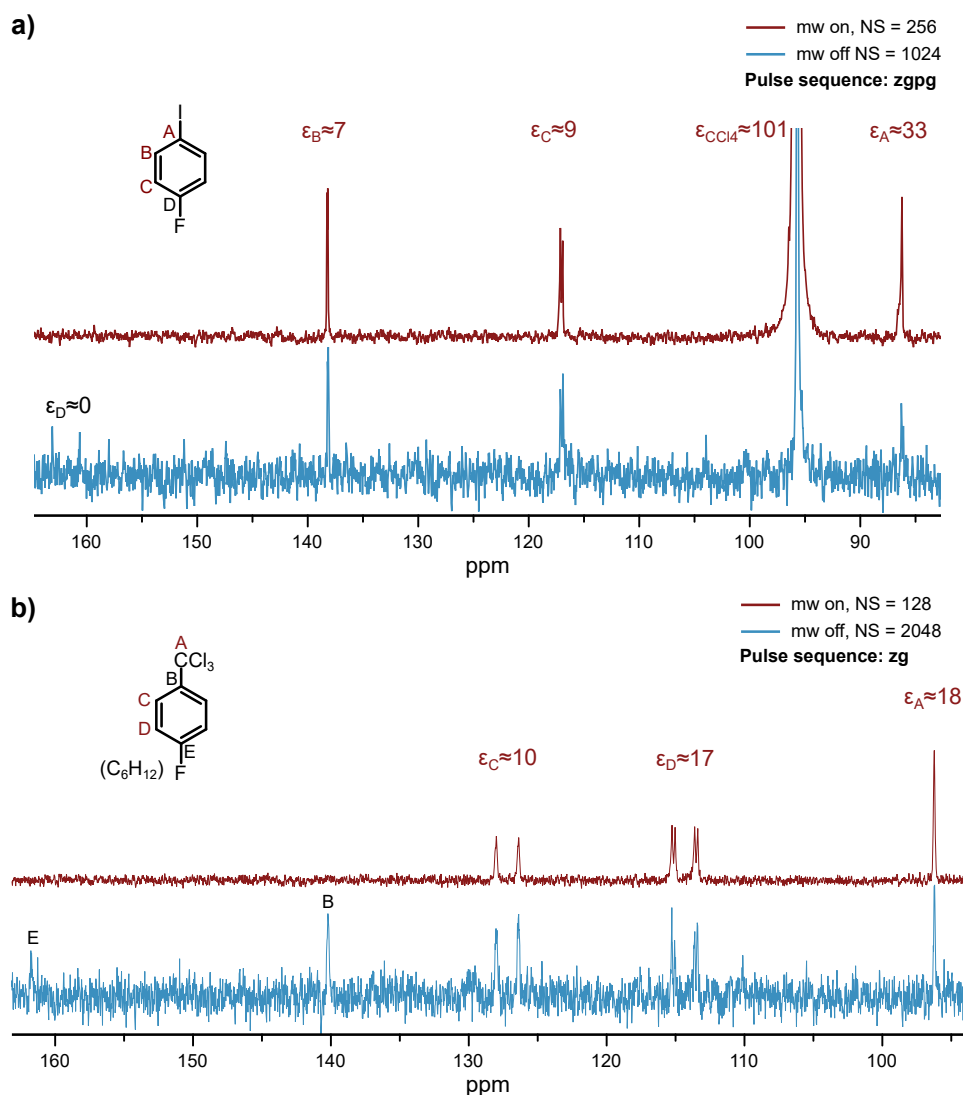 a)
mw on, NS = 256
mw off NS = 1024
Pulse sequence: zgpg
I
A
B
C
D
F
εB≈7
εC≈9
εCCl4≈101
εA≈33
εD≈0
160 150 140 130 120 110 100 90
ppm
b)
mw on, NS = 128
mw off, NS = 2048
Pulse sequence: zg
A
CCl3
B
C
D
E
(C6H12) F
εC≈10
εD≈17
εA≈18
E
B
160 150 140 130 120 110 100
ppm